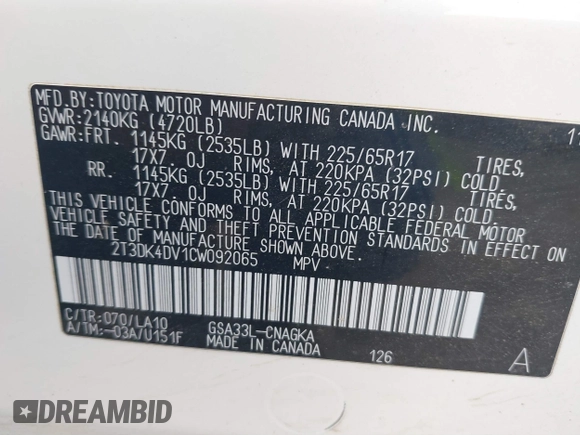 MFD.BY:TOYOTA MOTOR MANUFACTURING CANADA INC. 11
GVWR:2140KG (4720LB)
GAWR:FRT. 1145KG (2535LB) WITH 225/65R17 TIRES,
17X7. 0J RIMS, AT 220KPA (32PSI) COLD.
RR. 1145KG (2535LB) WITH 225/65R17 TIRES,
17X7. 0J RIMS, AT 220KPA (32PSI) COLD.
THIS VEHICLE CONFORMS TO ALL APPLICABLE FEDERAL MOTOR
VEHICLE SAFETY AND THEFT PREVENTION STANDARDS IN EFFECT ON
THE DATE OF MANUFACTURE SHOWN ABOVE.
2T3DK4DV1CW092065 MPV
C/TR:070/LA10 GSA33L-CNAGKA
A/TM:-03A/U151F MADE IN CANADA 126 A
DREAMBID